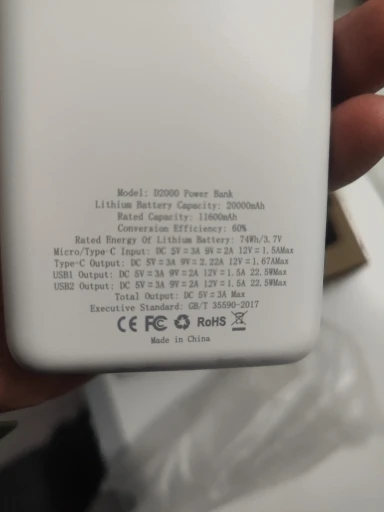 Model: D2000 Power Bank
Lithium Battery Capacity: 20000mAh
Rated Capacity: 11600mAh
Conversion Efficiency: 60%
Rated Energy Of Lithium Battery: 74Wh/3.7V
Micro/Type-C Input: DC 5V=3A 9V=2A 12V=1.5AMax
Type-C Output: DC 5V=3A 9V=2.22A 12V=1.67AMax
USB1 Output: DC 5V=3A 9V=2A 12V=1.5A 22.5WMax
USB2 Output: DC 5V=3A 9V=2A 12V=1.5A 22.5WMax
Total Output: DC 5V=3A Max
Executive Standard: GB/T 35590-2017
CE FC RoHS
Made in China